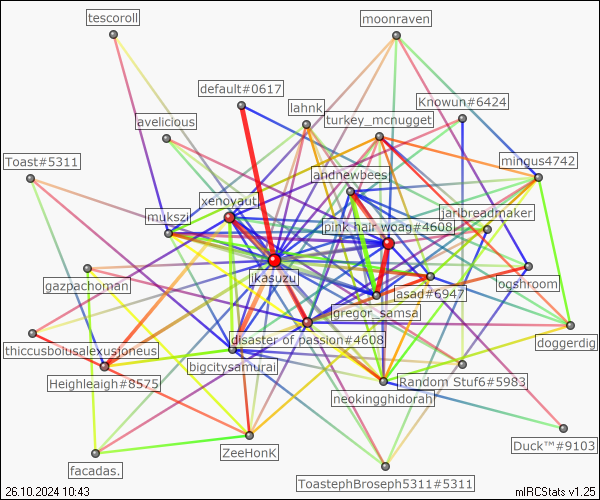 tescoroll
moonraven
default#0617
lahnk
Knowun#6424
avelicious
turkey_mcnugget
Toast#5311
mingus4742
andnewbees
xenoyaut
jaribreadmaker
mukszi
pink hair woag#4608
ikasuzu
ogshroom
gazpachoman
asad#6947
gregor_samsa
disaster of passion#4608
doggerdig
thiccusbolusalexusjoneus
bigcitysamurai
Heighleaigh#8575
Random Stuf6#5983
neokingghidorah
Duck™#9103
ZeeHonK
facadas.
ToastephBroseph5311#5311
26.10.2024 10:43
mIRCStats v1.25